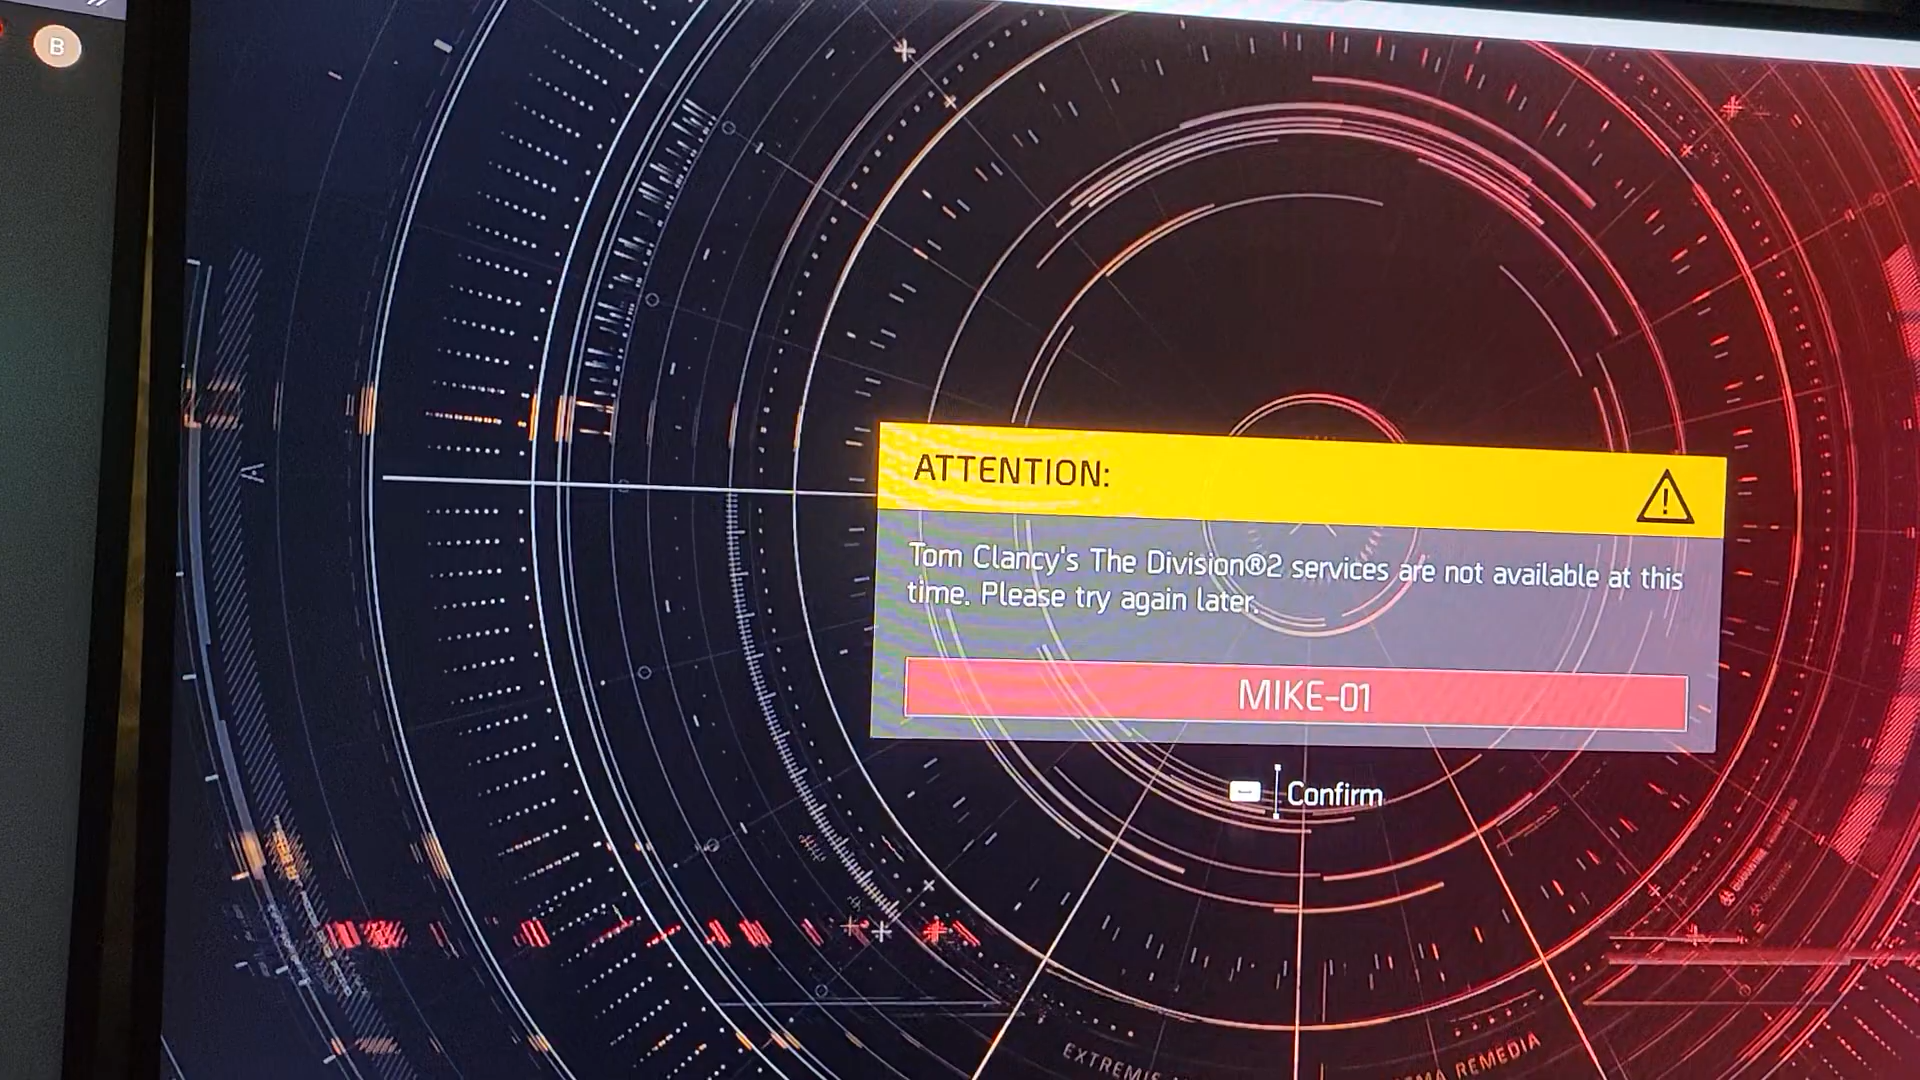 B
ATTENTION:
Tom Clancy's The Division®2 services are not available at this
time. Please try again later.
MIKE-01
Confirm
EXTREMIS
REMEDIA